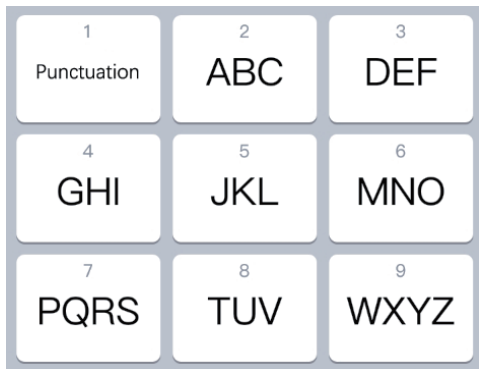 1 2 3
Punctuation ABC DEF
4 5 6
GHI JKL MNO
7 8 9
PQRS TUV WXYZ